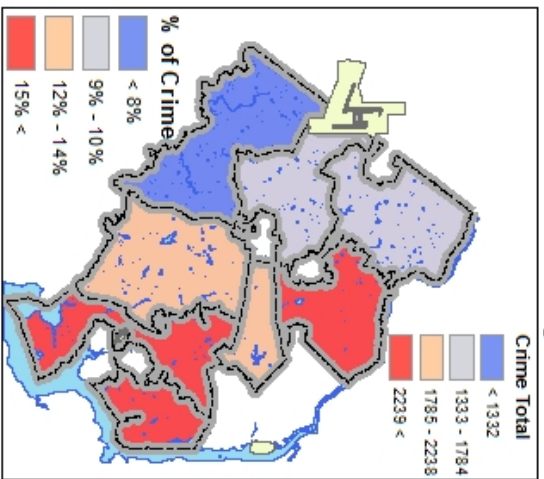 % of Crime
< 8%
9% - 10%
12% - 14%
15% <
Crime Total
< 1332
1333 - 1784
1785 - 2238
2239 <